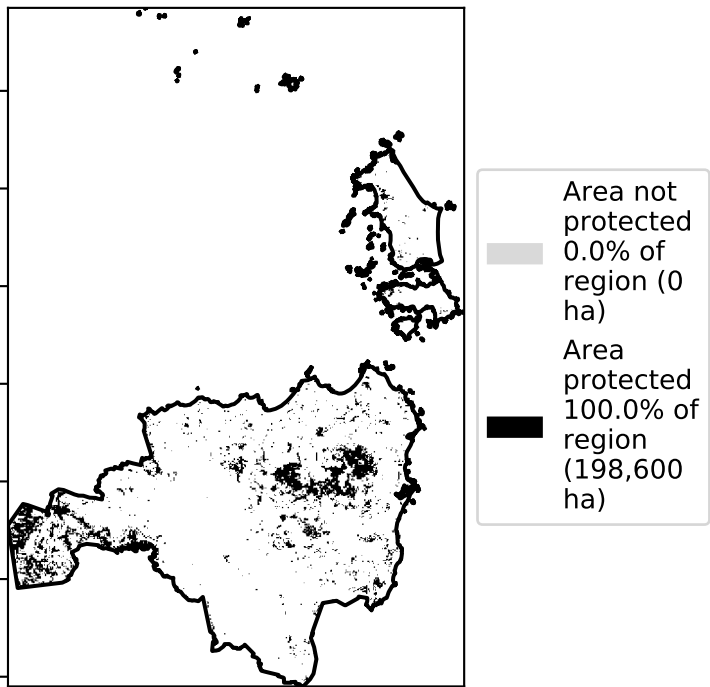 Area not
protected
0.0% of
region (0
ha)
Area
protected
100.0% of
region
(198,600
ha)